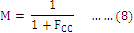 M = 1 / (1 + F_CC) ......(8)